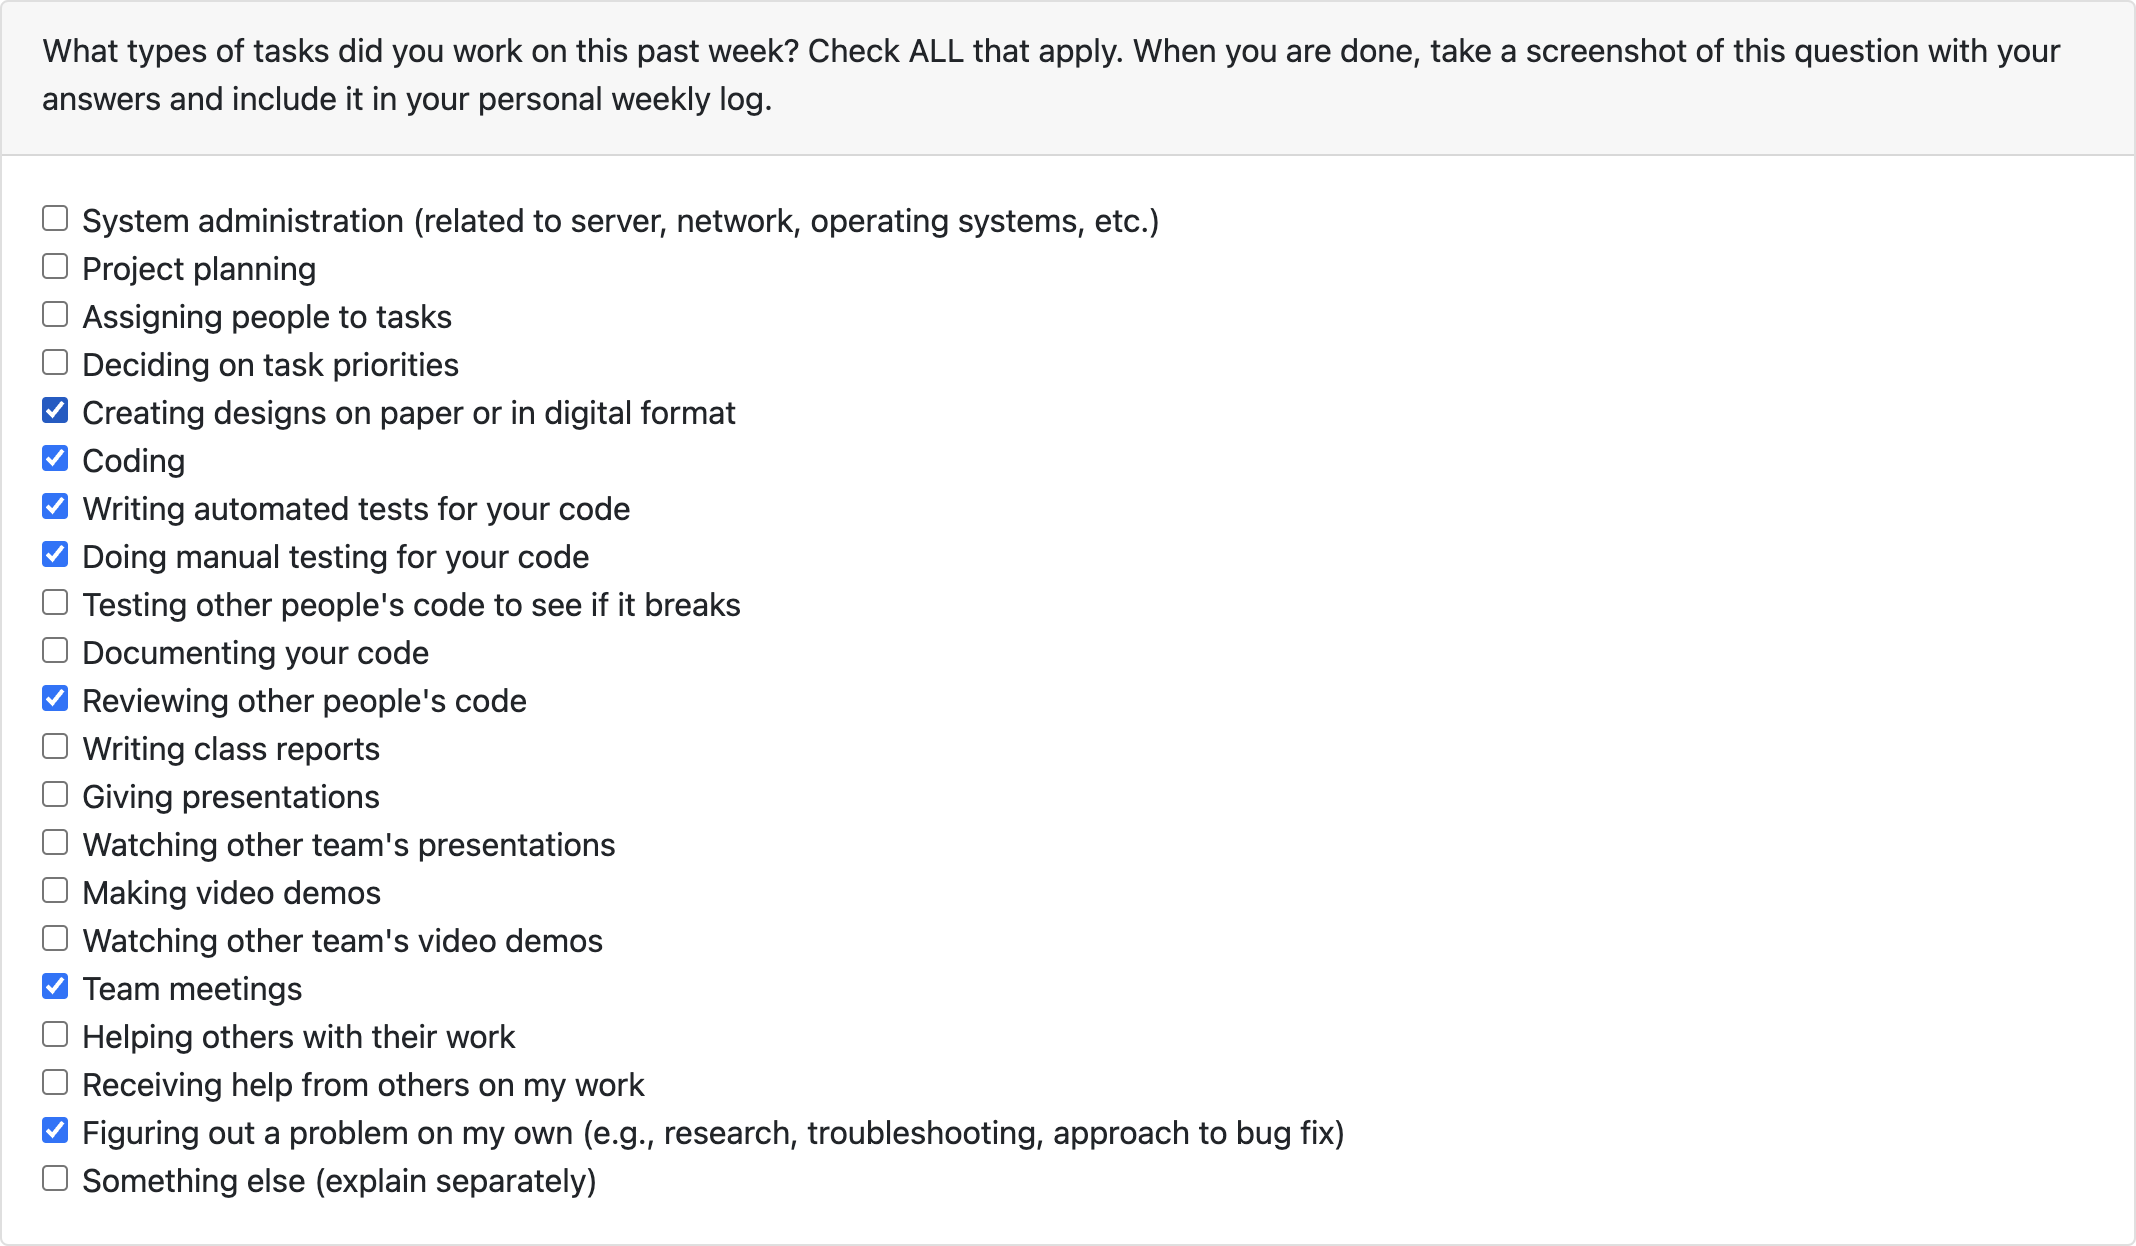 What types of tasks did you work on this past week? Check ALL that apply. When you are done, take a screenshot of this question with your
answers and include it in your personal weekly log.
System administration (related to server, network, operating systems, etc.)
Project planning
Assigning people to tasks
Deciding on task priorities
Creating designs on paper or in digital format
Coding
Writing automated tests for your code
Doing manual testing for your code
Testing other people's code to see if it breaks
Documenting your code
Reviewing other people's code
Writing class reports
Giving presentations
Watching other team's presentations
Making video demos
Watching other team's video demos
Team meetings
Helping others with their work
Receiving help from others on my work
Figuring out a problem on my own (e.g., research, troubleshooting, approach to bug fix)
Something else (explain separately)